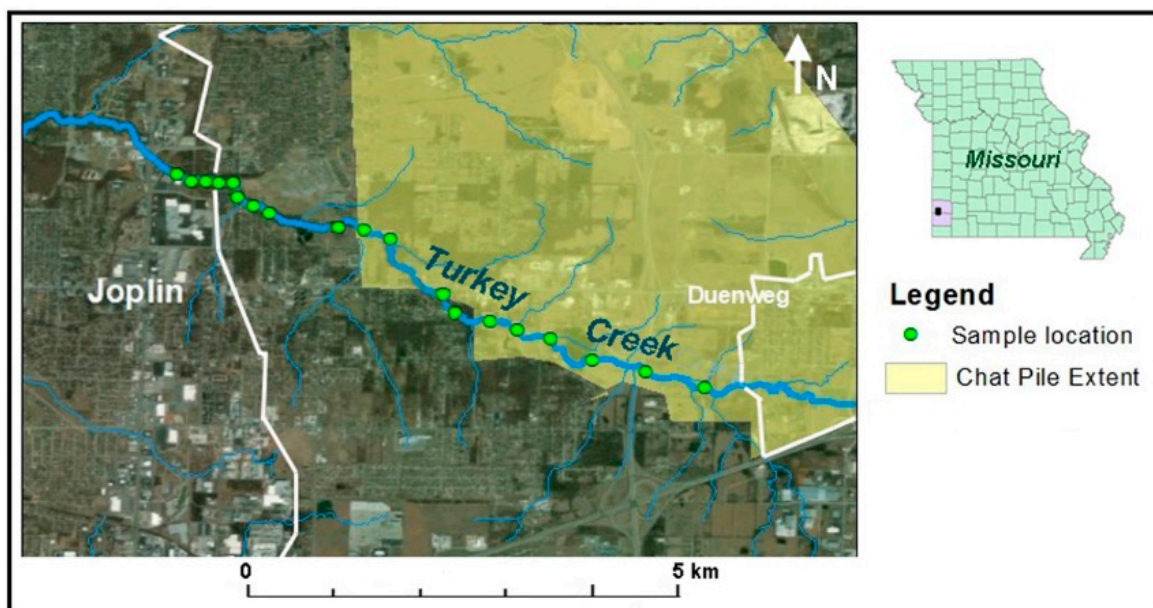 N
Joplin
Turkey
Creek
Duenweg
Missouri
Legend
Sample location
Chat Pile Extent
0
5 km